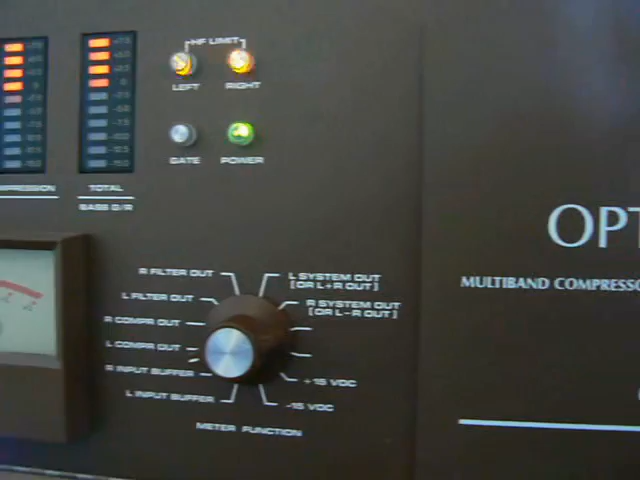 HF LIMIT
LEFT
RIGHT
GATE
POWER
MPRESSION
TOTAL
BASS G/R
OPT
MULTIBAND COMPRESSO
R FILTER OUT
L FILTER OUT
R COMPR OUT
L COMPR OUT
R INPUT BUFFER
L INPUT BUFFER
L SYSTEM OUT
[OR L+R OUT]
R SYSTEM OUT
[OR L-R OUT]
+15 VDC
-15 VDC
METER FUNCTION